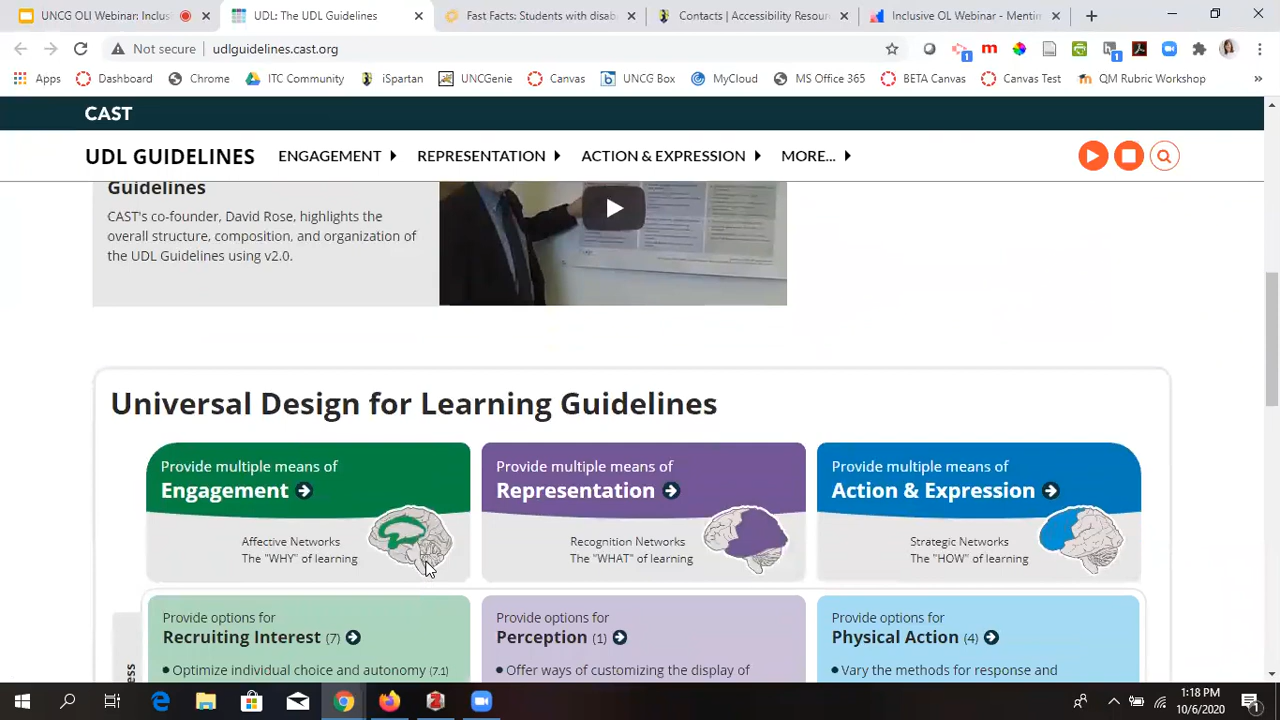 UNCG OLI Webinar: Inclus
UDL: The UDL Guidelines
Fast Facts: Students with disab
Contacts | Accessibility Resour
Inclusive OL Webinar - Mentim
Not secure
udlguidelines.cast.org
Apps
Dashboard
Chrome
ITC Community
iSpartan
UNCGenie
Canvas
UNCG Box
MyCloud
MS Office 365
BETA Canvas
Canvas Test
QM Rubric Workshop
CAST
UDL GUIDELINES
ENGAGEMENT
REPRESENTATION
ACTION & EXPRESSION
MORE...
Guidelines
CAST's co-founder, David Rose, highlights the
overall structure, composition, and organization of
the UDL Guidelines using v2.0.
Universal Design for Learning Guidelines
Provide multiple means of
Engagement
Affective Networks
The "WHY" of learning
Provide multiple means of
Representation
Recognition Networks
The "WHAT" of learning
Provide multiple means of
Action & Expression
Strategic Networks
The "HOW" of learning
Provide options for
Recruiting Interest (7)
Optimize individual choice and autonomy (7.1)
Provide options for
Perception (1)
Offer ways of customizing the display of
Provide options for
Physical Action (4)
Vary the methods for response and
1:18 PM
10/6/2020